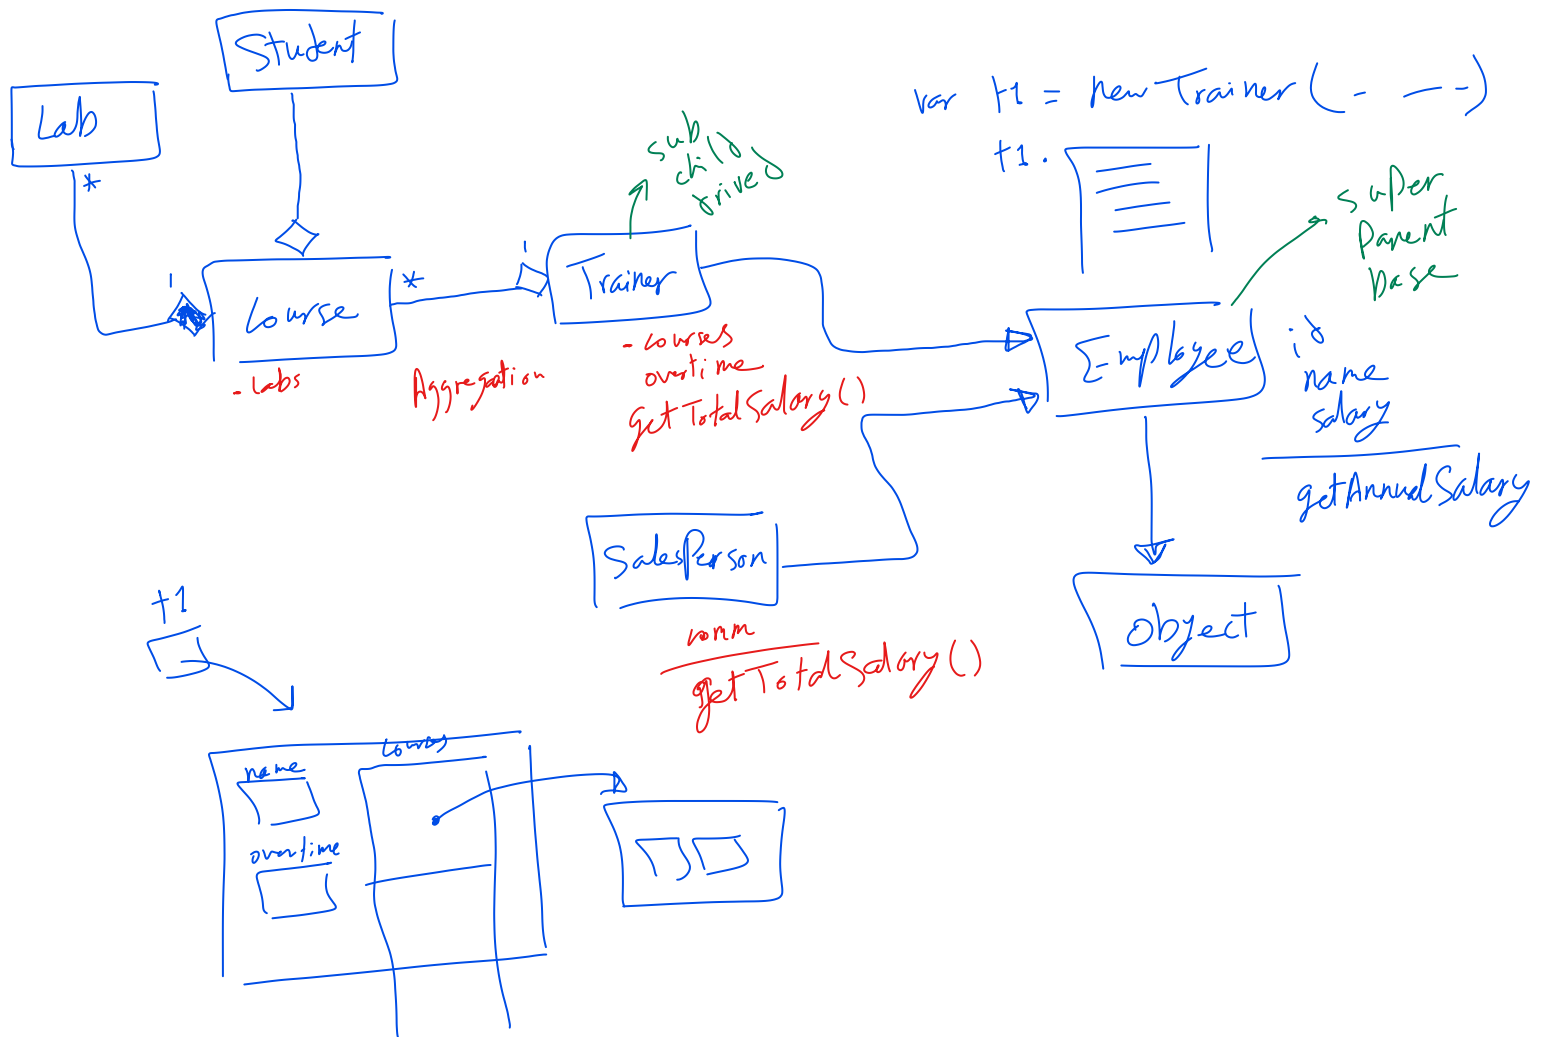 Student
Lab
*
1
Course
*
- Labs
Aggregation
1
Trainer
sub
child
drived
- courses
overtime
getTotalSalary()
var t1 = new Trainer(- — -)
t1.
super
Parent
base
Employee
id
name
salary
getAnnualSalary
SalesPerson
comm
getTotalSalary()
object
t1
name
courses
overtime